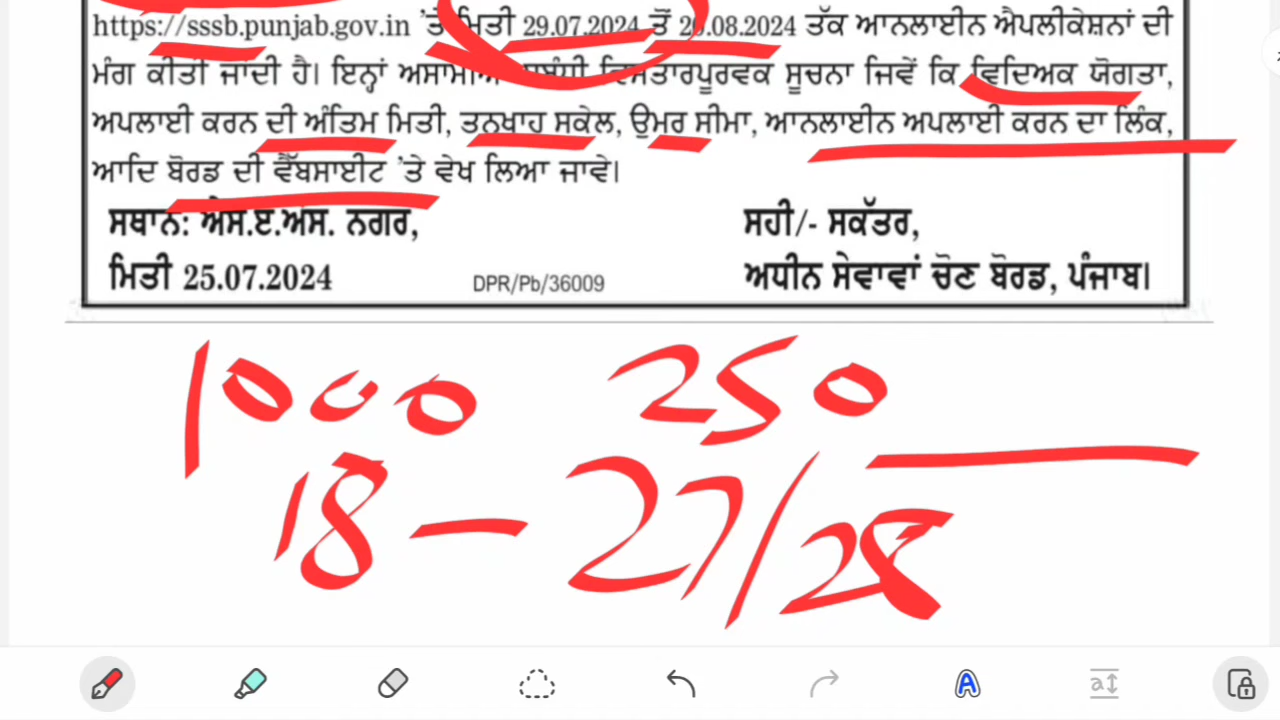 https://sssb.punjab.gov.in 'ਤੇ ਮਿਤੀ 29.07.2024 ਤੋਂ 20.08.2024 ਤੱਕ ਆਨਲਾਈਨ ਐਪਲੀਕੇਸ਼ਨਾਂ ਦੀ
ਮੰਗ ਕੀਤੀ ਜਾਂਦੀ ਹੈ। ਇਨ੍ਹਾਂ ਅਸਾਮੀਆਂ ਸਬੰਧੀ ਵਿਸਤਾਰਪੂਰਵਕ ਸੂਚਨਾ ਜਿਵੇਂ ਕਿ ਵਿਦਿਅਕ ਯੋਗਤਾ,
ਅਪਲਾਈ ਕਰਨ ਦੀ ਅੰਤਿਮ ਮਿਤੀ, ਤਨਖਾਹ ਸਕੇਲ, ਉਮਰ ਸੀਮਾ, ਆਨਲਾਈਨ ਅਪਲਾਈ ਕਰਨ ਦਾ ਲਿੰਕ,
ਆਦਿ ਬੋਰਡ ਦੀ ਵੈੱਬਸਾਈਟ 'ਤੇ ਵੇਖ ਲਿਆ ਜਾਵੇ।
ਸਥਾਨ: ਐਸ.ਏ.ਐਸ. ਨਗਰ, ਸਹੀ/- ਸਕੱਤਰ,
ਮਿਤੀ 25.07.2024 DPR/Pb/36009 ਅਧੀਨ ਸੇਵਾਵਾਂ ਚੋਣ ਬੋਰਡ, ਪੰਜਾਬ।
1000 250
18 - 27/28